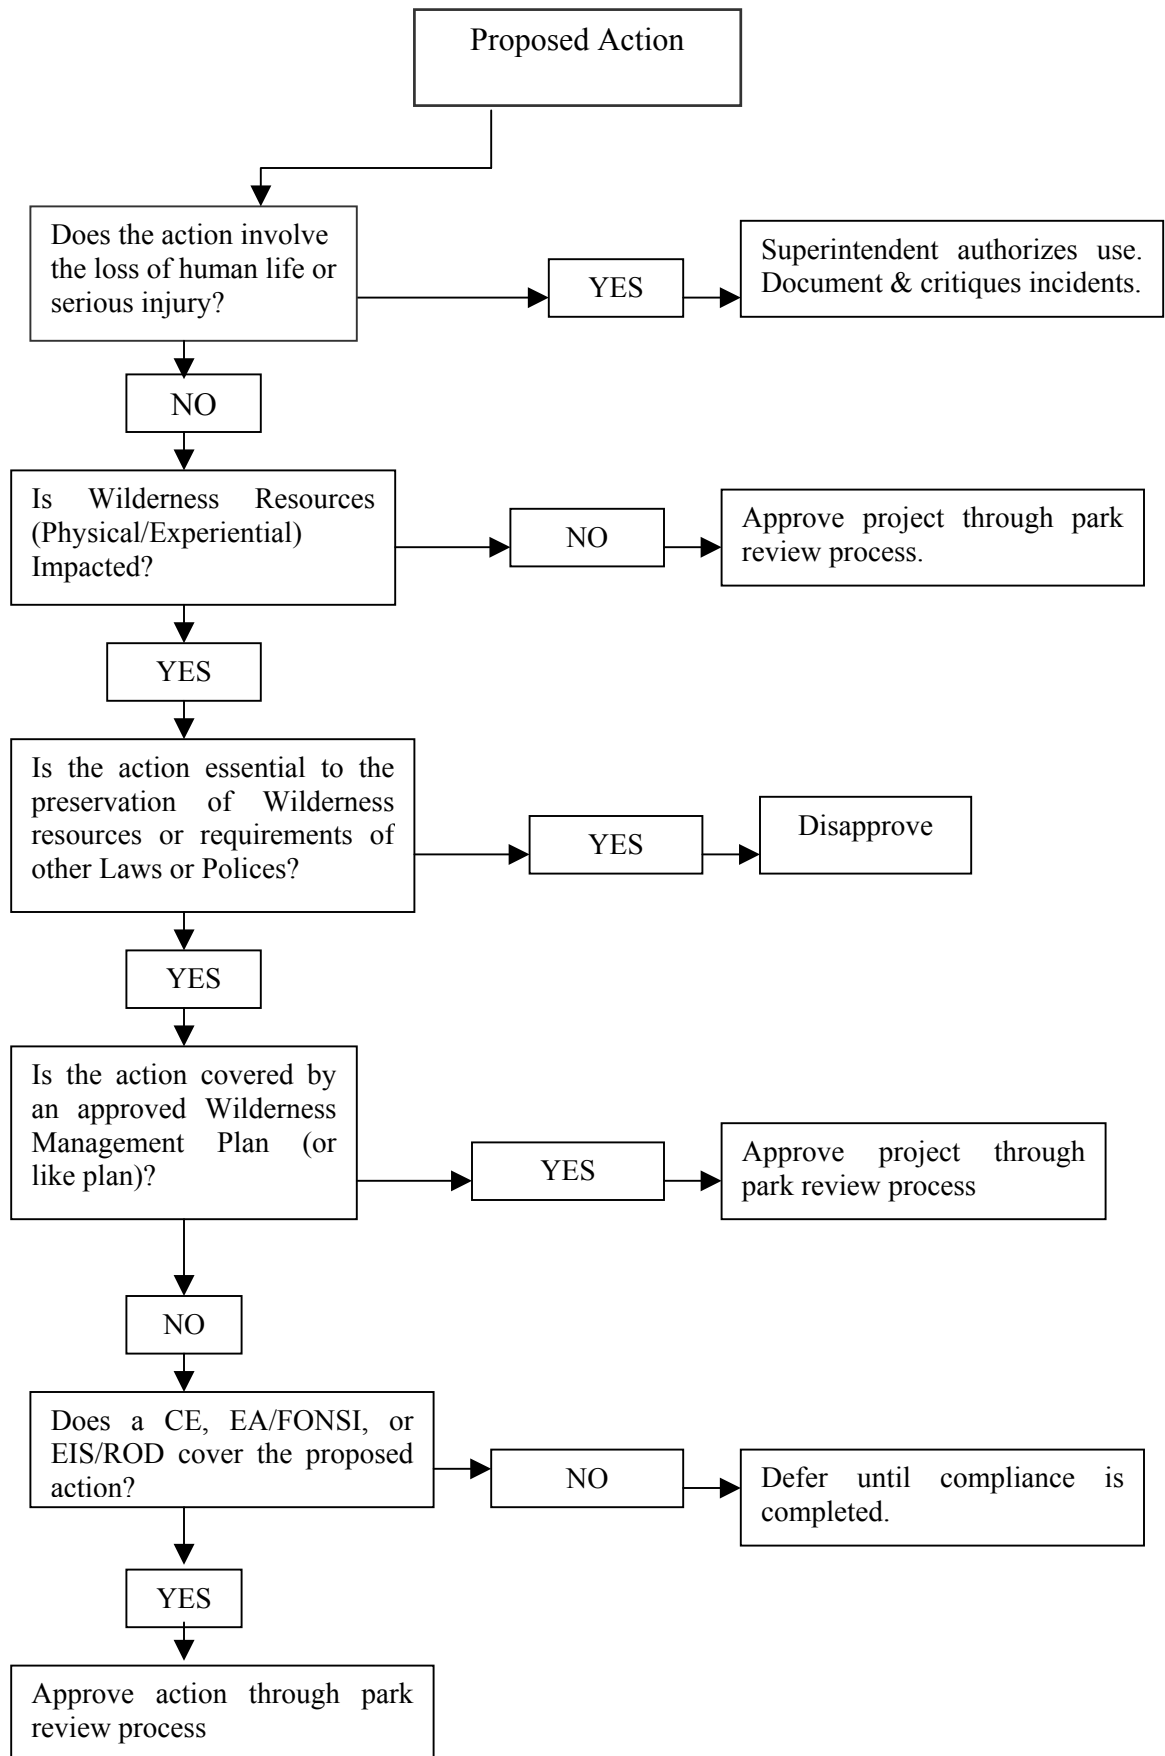 Proposed Action
Does the action involve
the loss of human life or
serious injury?
YES
Superintendent authorizes use.
Document & critiques incidents.
NO
Is Wilderness Resources
(Physical/Experiential)
Impacted?
NO
Approve project through park
review process.
YES
Is the action essential to the
preservation of Wilderness
resources or requirements of
other Laws or Polices?
YES
Disapprove
YES
Is the action covered by
an approved Wilderness
Management Plan (or
like plan)?
YES
Approve project through
park review process
NO
Does a CE, EA/FONSI, or
EIS/ROD cover the proposed
action?
NO
Defer until compliance is
completed.
YES
Approve action through park
review process